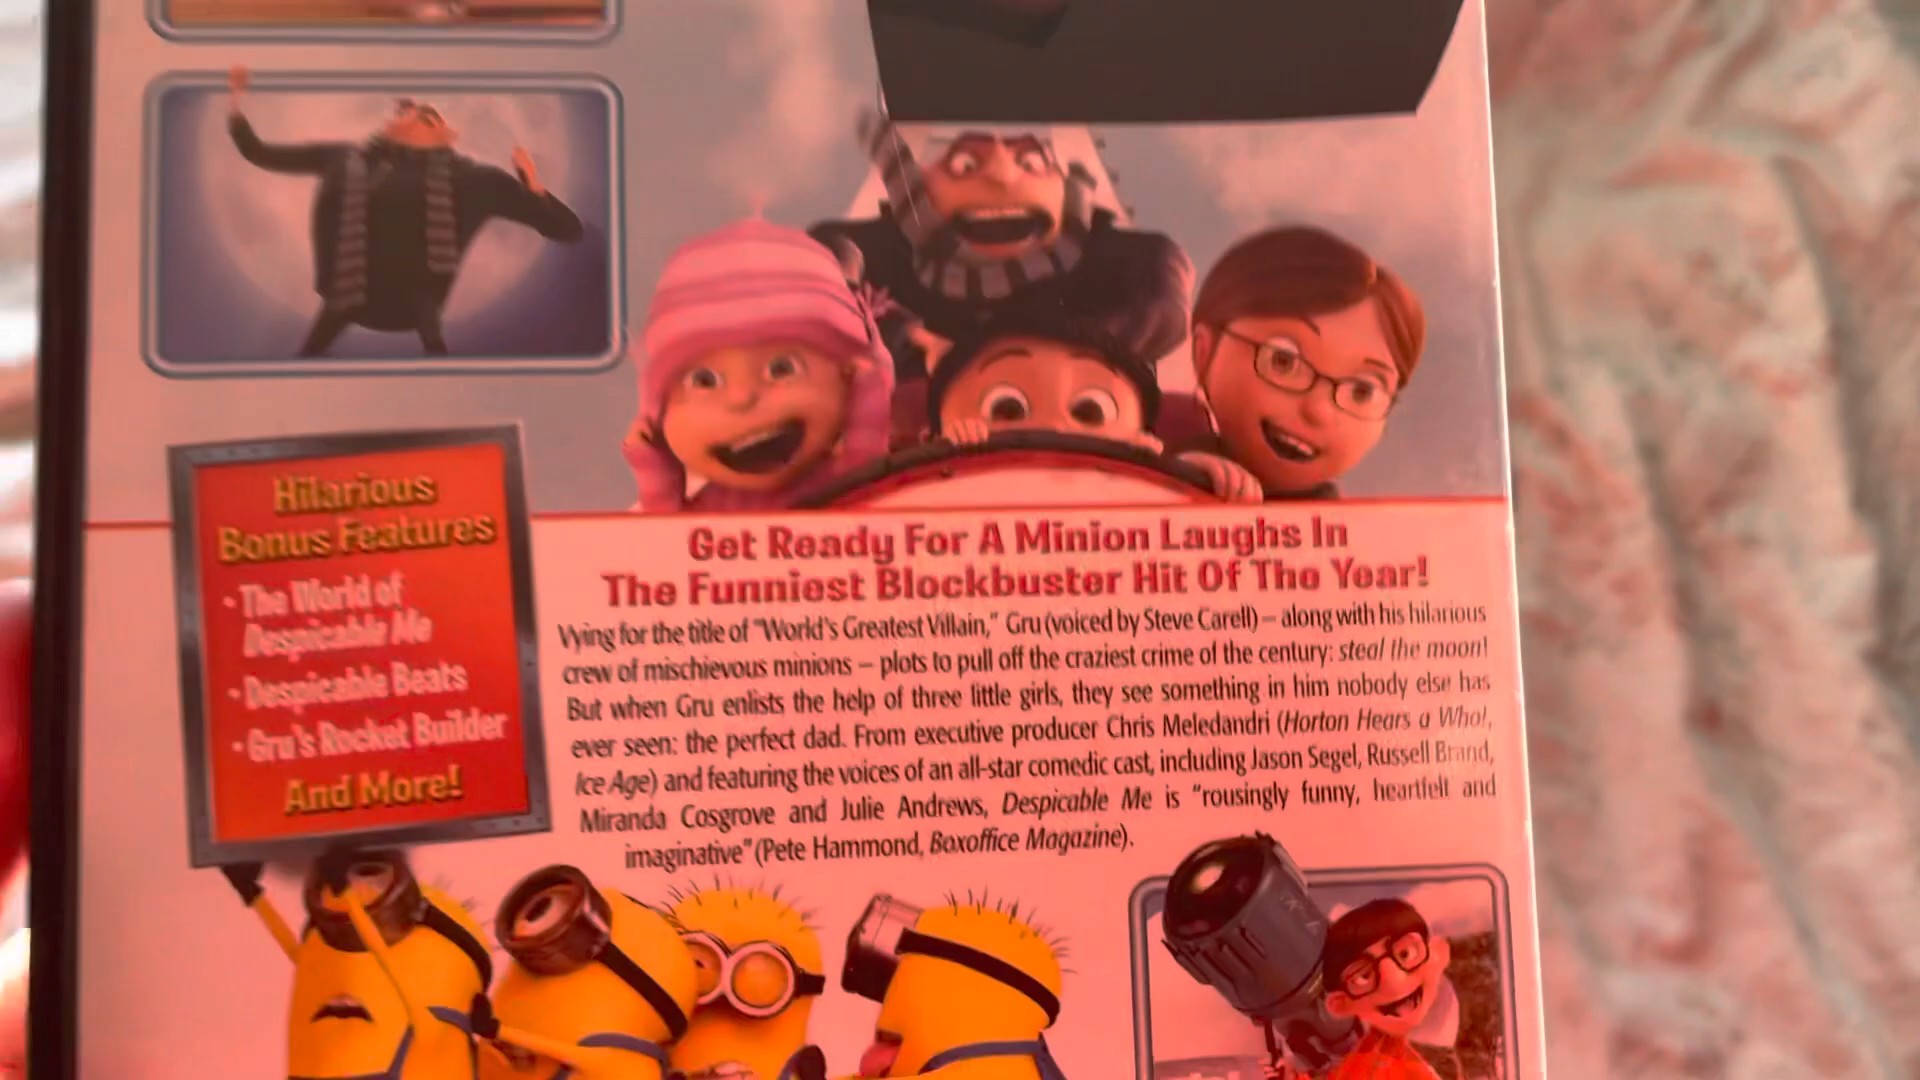 Hilarious
Bonus Features
• The World of
Despicable Me
• Despicable Beats
• Gru's Rocket Builder
And More!
Get Ready For A Minion Laughs In
The Funniest Blockbuster Hit Of The Year!
Vying for the title of "World's Greatest Villain," Gru (voiced by Steve Carell) – along with his hilarious
crew of mischievous minions – plots to pull off the craziest crime of the century: steal the moon!
But when Gru enlists the help of three little girls, they see something in him nobody else has
ever seen: the perfect dad. From executive producer Chris Meledandri (Horton Hears a Who!,
Ice Age) and featuring the voices of an all-star comedic cast, including Jason Segel, Russell Brand,
Miranda Cosgrove and Julie Andrews, Despicable Me is "rousingly funny, heartfelt and
imaginative" (Pete Hammond, Boxoffice Magazine).